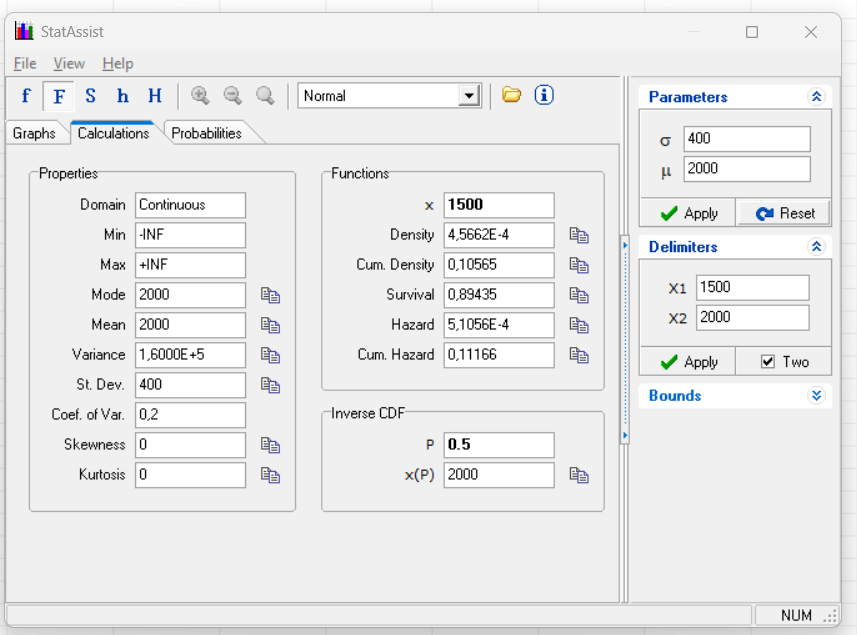 StatAssist
File View Help
f F S h H Normal
Graphs Calculations Probabilities
Properties
Domain Continuous
Min -INF
Max +INF
Mode 2000
Mean 2000
Variance 1,6000E+5
St. Dev. 400
Coef. of Var. 0,2
Skewness 0
Kurtosis 0
Functions
x 1500
Density 4,5662E-4
Cum. Density 0,10565
Survival 0,89435
Hazard 5,1056E-4
Cum. Hazard 0,11166
Inverse CDF
P 0.5
x(P) 2000
Parameters
σ 400
μ 2000
Apply Reset
Delimiters
X1 1500
X2 2000
Apply Two
Bounds
NUM